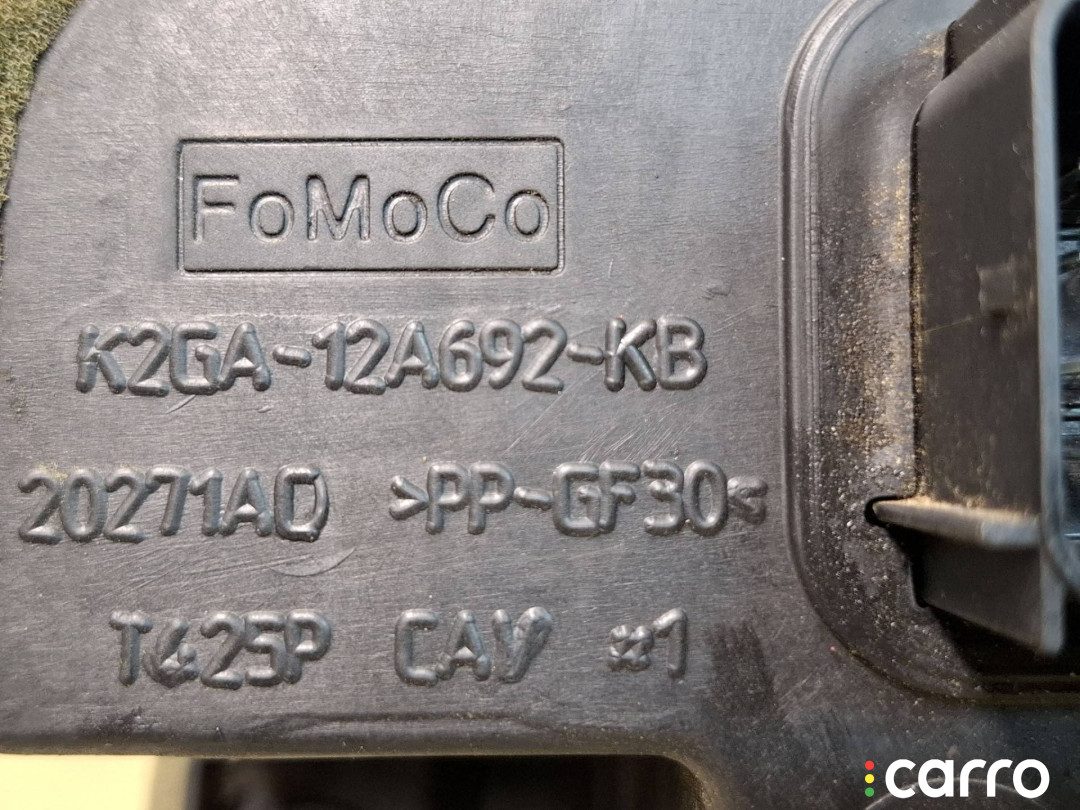 FoMoCo
K2GA-12A692-KB
20271AD >PP-GF30<
T425P CAV #1
carro